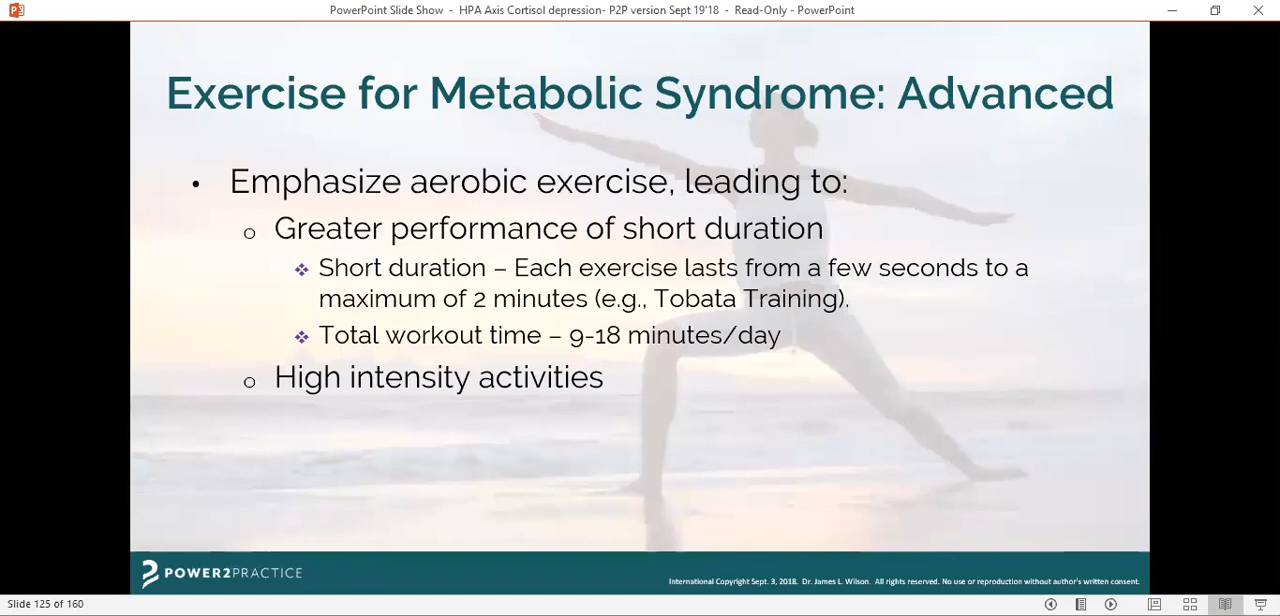 PowerPoint Slide Show - HPA Axis Cortisol depression- P2P version Sept 19'18 - Read-Only - PowerPoint
Exercise for Metabolic Syndrome: Advanced
• Emphasize aerobic exercise, leading to:
o Greater performance of short duration
❖ Short duration – Each exercise lasts from a few seconds to a
maximum of 2 minutes (e.g., Tobata Training).
❖ Total workout time – 9-18 minutes/day
o High intensity activities
POWER2PRACTICE
International Copyright Sept. 3, 2018. Dr. James L. Wilson. All rights reserved. No use or reproduction without author's written consent.
Slide 125 of 160